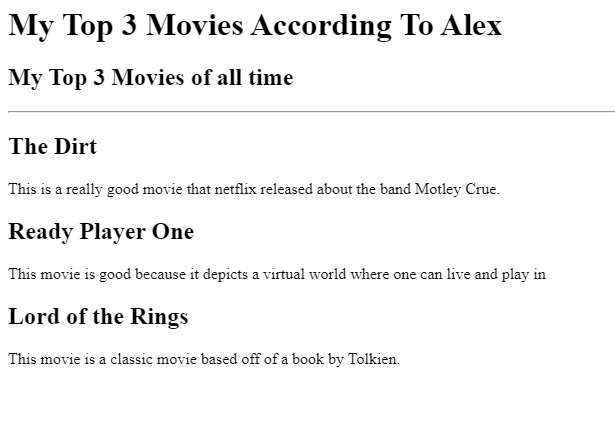 My Top 3 Movies According To Alex
My Top 3 Movies of all time
The Dirt
This is a really good movie that netflix released about the band Motley Crue.
Ready Player One
This movie is good because it depicts a virtual world where one can live and play in
Lord of the Rings
This movie is a classic movie based off of a book by Tolkien.